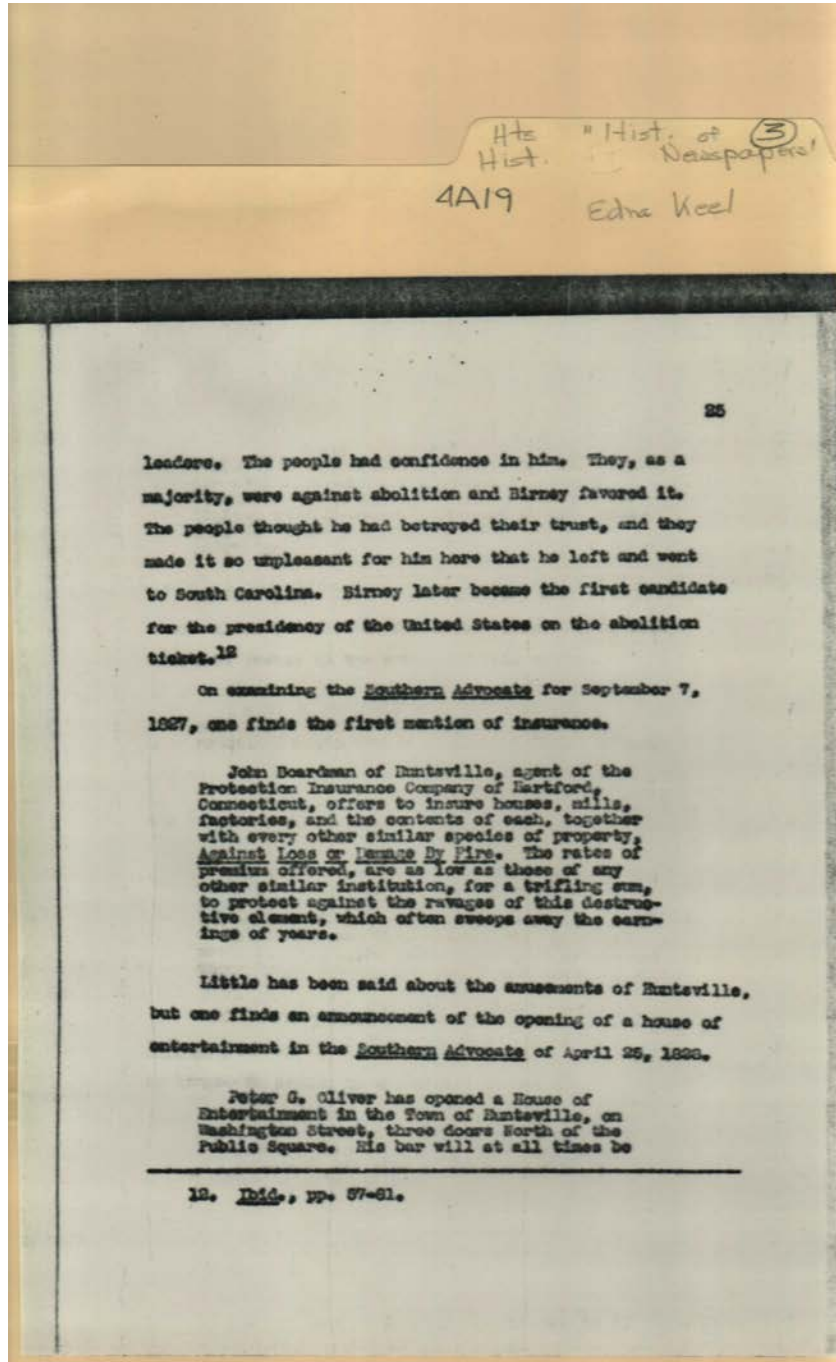 Hts "Hist. of ③
Hist. Newspapers"
4A19 Edna Keel
25
leaders. The people had confidence in him. They, as a
majority, were against abolition and Birney favored it.
The people thought he had betrayed their trust, and they
made it so unpleasant for him here that he left and went
to South Carolina. Birney later became the first candidate
for the presidency of the United States on the abolition
ticket.12
On examining the Southern Advocate for September 7,
1827, one finds the first mention of insurance.
John Boardman of Huntsville, agent of the
Protection Insurance Company of Hartford,
Connecticut, offers to insure houses, mills,
factories, and the contents of each, together
with every other similar species of property,
Against Loss or Damage By Fire. The rates of
premium offered, are as low as those of any
other similar institution, for a trifling sum,
to protect against the ravages of this destruc-
tive element, which often sweeps away the earn-
ings of years.
Little has been said about the amusements of Huntsville,
but one finds an announcement of the opening of a house of
entertainment in the Southern Advocate of April 25, 1828.
Peter G. Oliver has opened a House of
Entertainment in the Town of Huntsville, on
Washington Street, three doors North of the
Public Square. His bar will at all times be
12. Ibid., pp. 57-81.